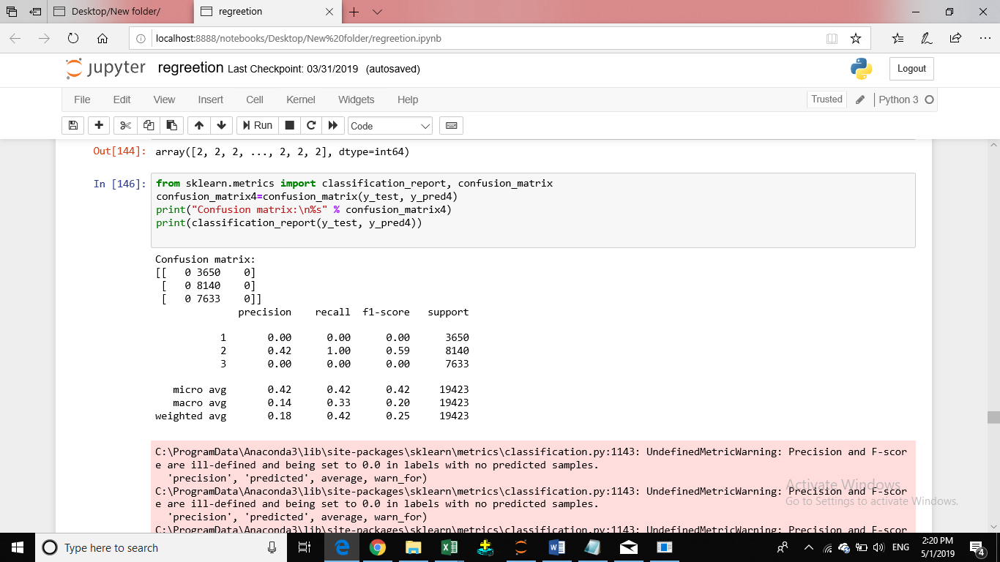 Desktop/New folder/
regreetion
localhost:8888/notebooks/Desktop/New%20folder/regreetion.ipynb
jupyter regreetion Last Checkpoint: 03/31/2019 (autosaved)
Logout
File Edit View Insert Cell Kernel Widgets Help
Trusted Python 3
Run Code
Out[144]: array([2, 2, 2, ..., 2, 2, 2], dtype=int64)
In [146]: from sklearn.metrics import classification_report, confusion_matrix
confusion_matrix4=confusion_matrix(y_test, y_pred4)
print("Confusion matrix:\n%s" % confusion_matrix4)
print(classification_report(y_test, y_pred4))
Confusion matrix:
[[   0 3650    0]
 [   0 8140    0]
 [   0 7633    0]]
precision recall f1-score support
1 0.00 0.00 0.00 3650
2 0.42 1.00 0.59 8140
3 0.00 0.00 0.00 7633
micro avg 0.42 0.42 0.42 19423
macro avg 0.14 0.33 0.20 19423
weighted avg 0.18 0.42 0.25 19423
C:\ProgramData\Anaconda3\lib\site-packages\sklearn\metrics\classification.py:1143: UndefinedMetricWarning: Precision and F-scor
e are ill-defined and being set to 0.0 in labels with no predicted samples.
'precision', 'predicted', average, warn_for)
C:\ProgramData\Anaconda3\lib\site-packages\sklearn\metrics\classification.py:1143: UndefinedMetricWarning: Precision and F-scor
e are ill-defined and being set to 0.0 in labels with no predicted samples.
'precision', 'predicted', average, warn_for)
C:\ProgramData\Anaconda3\lib\site-packages\sklearn\metrics\classification.py:1143: UndefinedMetricWarning: Precision and F-scor
Activate Windows
Go to Settings to activate Windows.
Type here to search
ENG
2:20 PM
5/1/2019
4